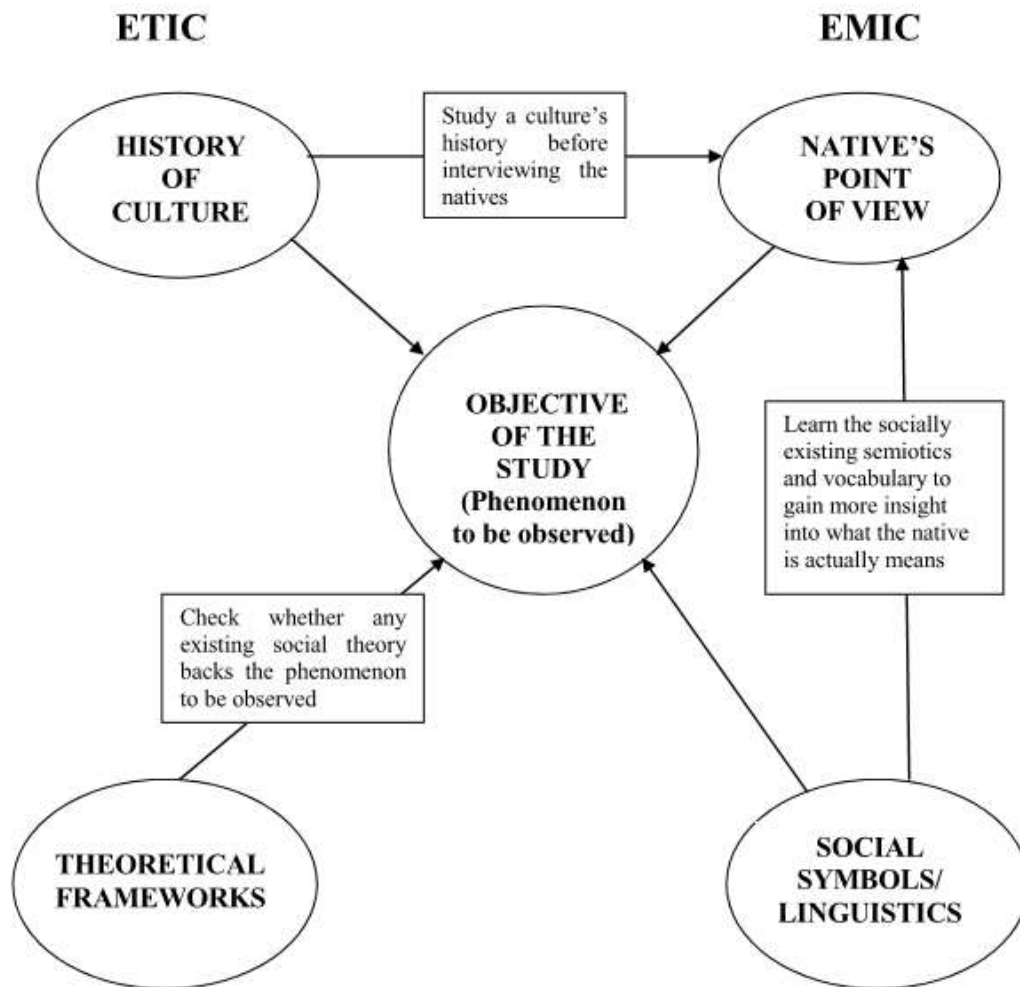 ETIC
EMIC
HISTORY
OF
CULTURE
Study a culture's
history before
interviewing the
natives
NATIVE'S
POINT
OF VIEW
OBJECTIVE
OF THE
STUDY
(Phenomenon
to be observed)
Learn the socially
existing semiotics
and vocabulary to
gain more insight
into what the native
is actually means
Check whether any
existing social theory
backs the phenomenon
to be observed
THEORETICAL
FRAMEWORKS
SOCIAL
SYMBOLS/
LINGUISTICS